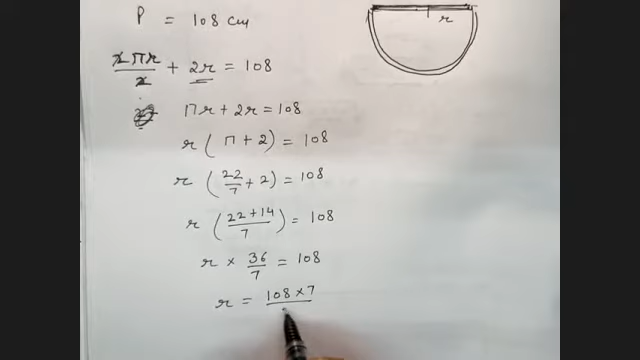 P = 108 cm
r
2πr/2 + 2r = 108
πr + 2r = 108
r ( π + 2 ) = 108
r ( 22/7 + 2 ) = 108
r ( 22 + 14 / 7 ) = 108
r × 36/7 = 108
r = 108 × 7